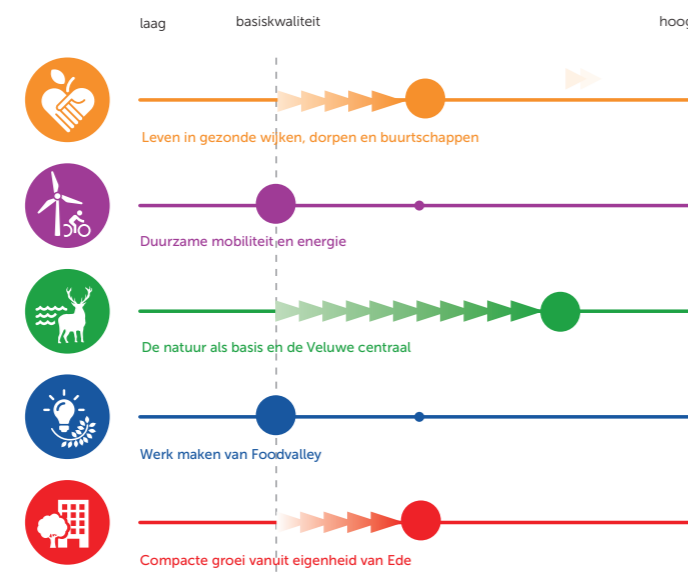 laag basiskwaliteit hoog
Leven in gezonde wijken, dorpen en buurtschappen
Duurzame mobiliteit en energie
De natuur als basis en de Veluwe centraal
Werk maken van Foodvalley
Compacte groei vanuit eigenheid van Ede